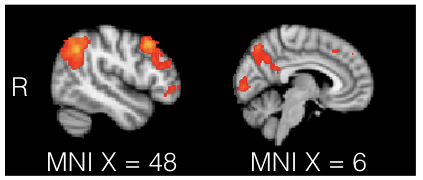 R
MNI X = 48
MNI X = 6